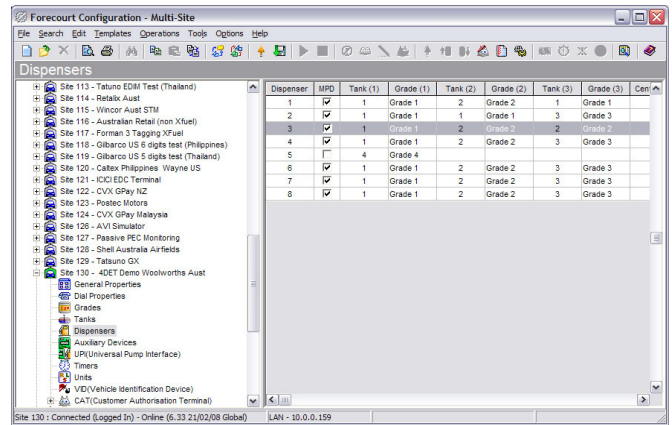 Forecourt Configuration - Multi-Site
File Search Edit Templates Operations Tools Options Help
Dispensers
Site 113 - Tatuno EDIM Test (Thailand)
Site 114 - Retalix Aust
Site 115 - Wincor Aust STM
Site 116 - Australian Retail (non Xfuel)
Site 117 - Forman 3 Tagging XFuel
Site 118 - Gilbarco US 6 digits test (Philippines)
Site 119 - Gilbarco US 5 digits test (Thailand)
Site 120 - Caltex Philippines Wayne US
Site 121 - ICICI EDC Terminal
Site 122 - CVX GPay NZ
Site 123 - Postec Motors
Site 124 - CVX GPay Malaysia
Site 126 - AVI Simulator
Site 127 - Passive PEC Monitoring
Site 128 - Shell Australia Airfields
Site 129 - Tatsuno GX
Site 130 - 4DET Demo Woolworths Aust
General Properties
Dial Properties
Grades
Tanks
Dispensers
Auxiliary Devices
UPI(Universal Pump Interface)
Timers
Units
VID(Vehicle Identification Device)
CAT(Customer Authorisation Terminal)
Dispenser MPD Tank (1) Grade (1) Tank (2) Grade (2) Tank (3) Grade (3) Cen
1 1 Grade 1 2 Grade 2 1 Grade 1
2 1 Grade 1 1 Grade 1 3 Grade 3
3 1 Grade 1 2 Grade 2 2 Grade 2
4 1 Grade 1 2 Grade 2 3 Grade 3
5 4 Grade 4
6 1 Grade 1 2 Grade 2 3 Grade 3
7 1 Grade 1 2 Grade 2 3 Grade 3
8 1 Grade 1 2 Grade 2 3 Grade 3
Site 130 : Connected (Logged In) - Online (6.33 21/02/08 Global) LAN - 10.0.0.159